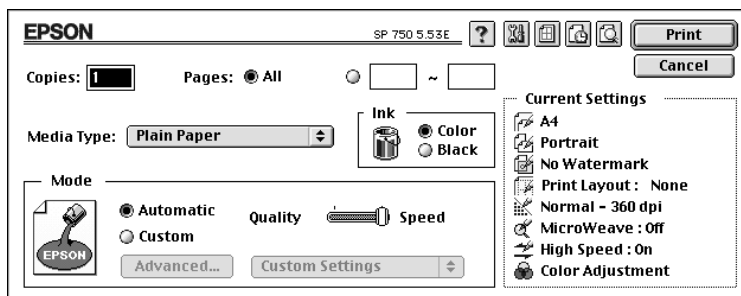 EPSON SP 750 5.53E ? Print
Cancel
Copies: 1 Pages: All ~
Media Type: Plain Paper
Ink
Color
Black
Mode
EPSON
Automatic
Custom
Quality Speed
Advanced... Custom Settings
Current Settings
A4
Portrait
No Watermark
Print Layout : None
Normal - 360 dpi
MicroWeave : Off
High Speed : On
Color Adjustment